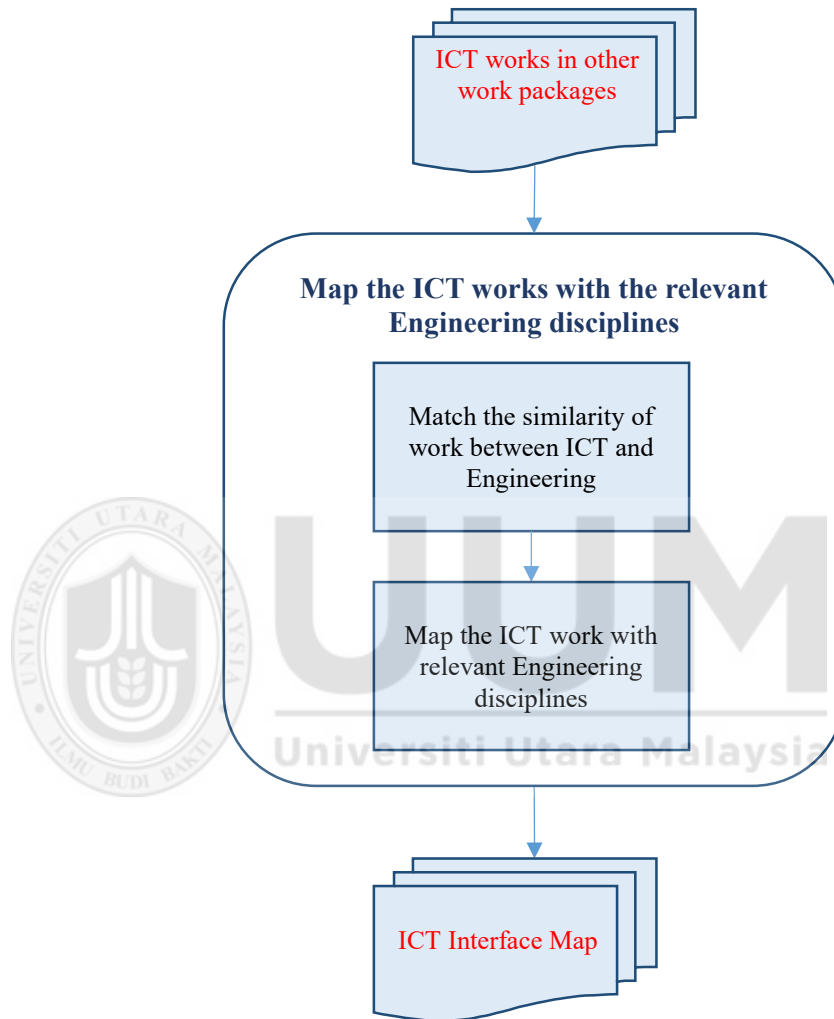 ICT works in other
work packages
Map the ICT works with the relevant
Engineering disciplines
Match the similarity of
work between ICT and
Engineering
Map the ICT work with
relevant Engineering
disciplines
ICT Interface Map
UUM
Universiti Utara Malaysia
UNIVERSITI UTARA MALAYSIA
ILMU BUDI BAKTI